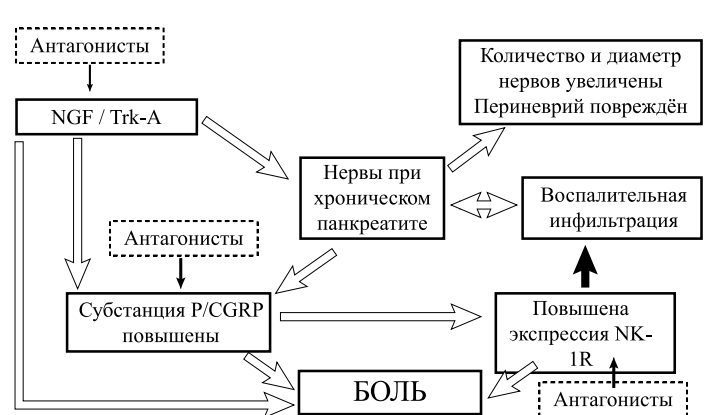 Антагонисты
Количество и диаметр
нервов увеличены
Периневрий повреждён
NGF / Trk-A
Нервы при
хроническом
панкреатите
Воспалительная
инфильтрация
Антагонисты
Субстанция P/CGRP
повышены
Повышена
экспрессия NK-
1R
БОЛЬ
Антагонисты